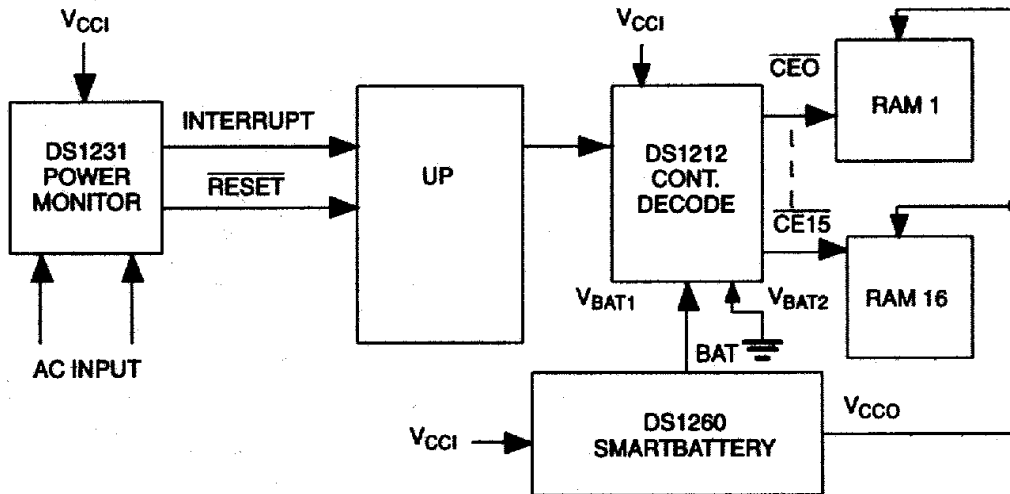 VCCI
DS1231
POWER
MONITOR
AC INPUT
INTERRUPT
RESET
UP
VCCI
DS1212
CONT.
DECODE
CEO
CE15
RAM 1
RAM 16
VBAT1
VBAT2
BAT
VCCI
DS1260
SMARTBATTERY
VCCO